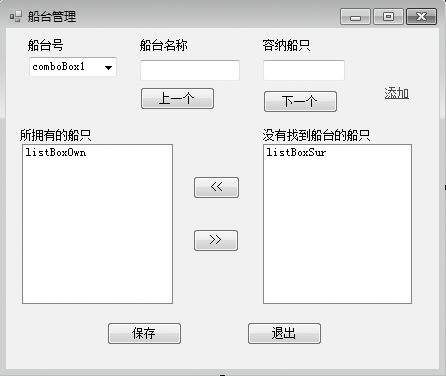 船台管理
船台号 船台名称 容纳船只
comboBox1
上一个 下一个 添加
所拥有的船只 没有找到船台的船只
listBoxOwn listBoxSur
<<
>>
保存 退出